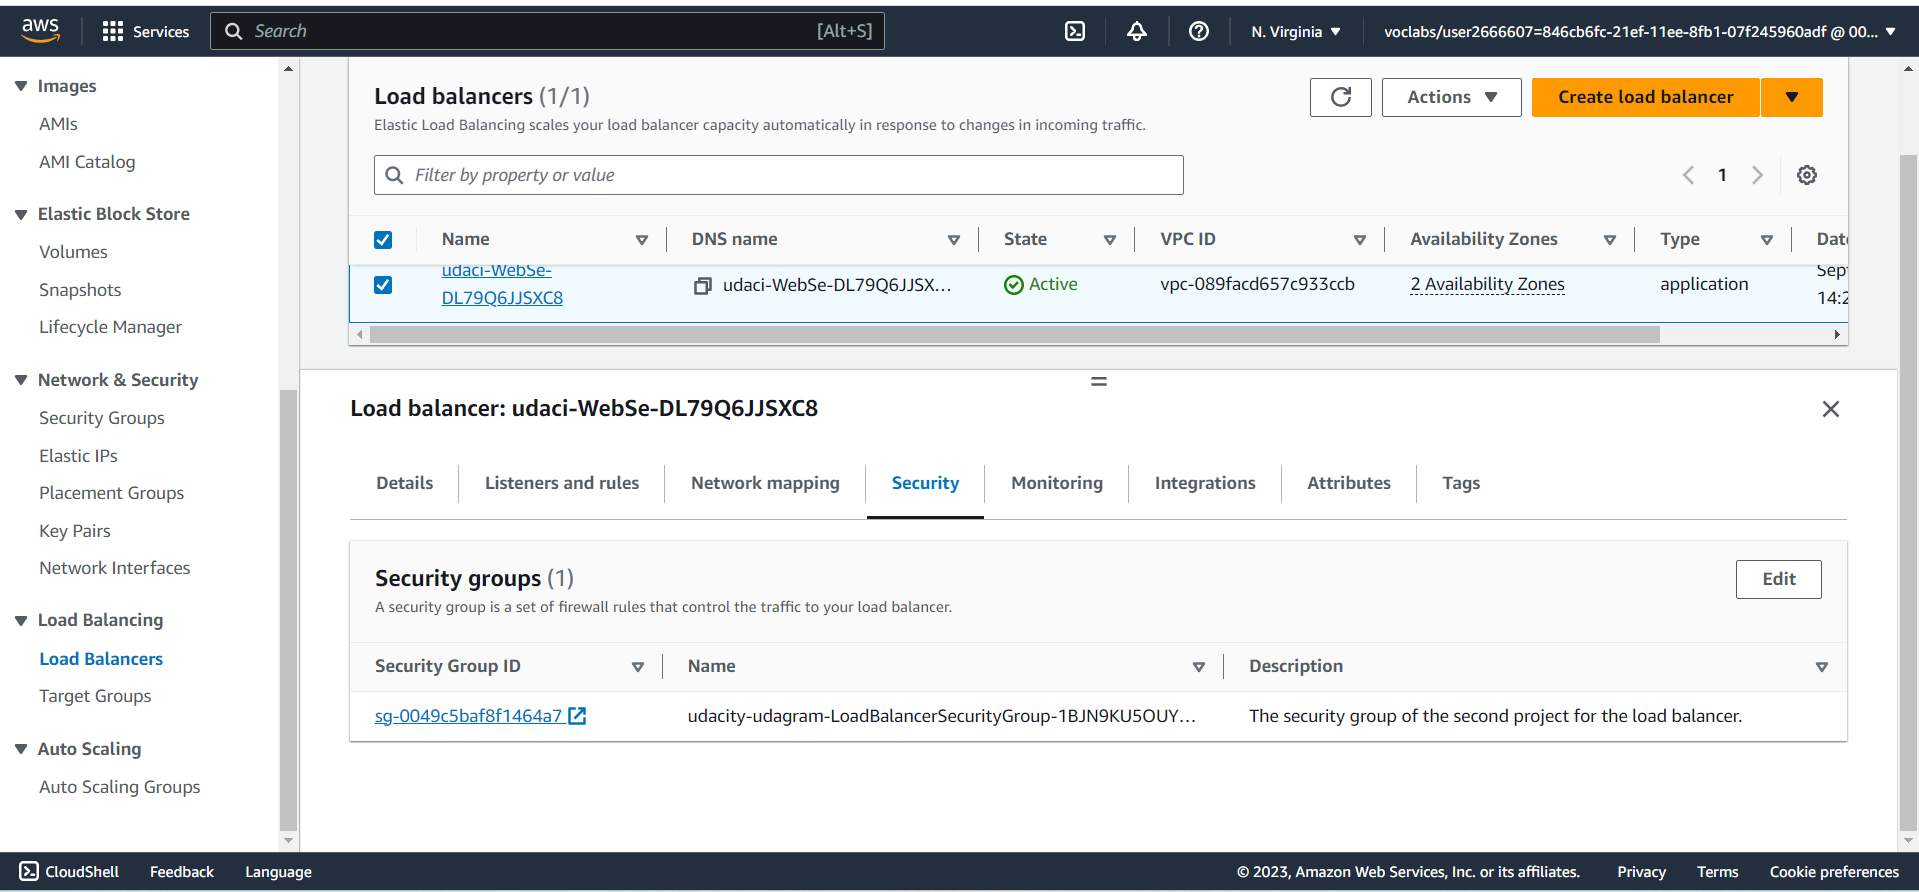 aws
Services
Search
[Alt+S]
N. Virginia
voclabs/user2666607=846cb6fc-21ef-11ee-8fb1-07f245960adf @ 00...
Images
AMIs
AMI Catalog
Elastic Block Store
Volumes
Snapshots
Lifecycle Manager
Network & Security
Security Groups
Elastic IPs
Placement Groups
Key Pairs
Network Interfaces
Load Balancing
Load Balancers
Target Groups
Auto Scaling
Auto Scaling Groups
Load balancers (1/1)
Elastic Load Balancing scales your load balancer capacity automatically in response to changes in incoming traffic.
Actions
Create load balancer
Filter by property or value
1
Name
DNS name
State
VPC ID
Availability Zones
Type
Dat
udaci-WebSe-
DL79Q6JJSXC8
udaci-WebSe-DL79Q6JJSX...
Active
vpc-089facd657c933ccb
2 Availability Zones
application
Sep
14:2
Load balancer: udaci-WebSe-DL79Q6JJSXC8
Details
Listeners and rules
Network mapping
Security
Monitoring
Integrations
Attributes
Tags
Security groups (1)
A security group is a set of firewall rules that control the traffic to your load balancer.
Edit
Security Group ID
Name
Description
sg-0049c5baf8f1464a7
udacity-udagram-LoadBalancerSecurityGroup-1BJN9KU5OUY...
The security group of the second project for the load balancer.
CloudShell
Feedback
Language
© 2023, Amazon Web Services, Inc. or its affiliates.
Privacy
Terms
Cookie preferences